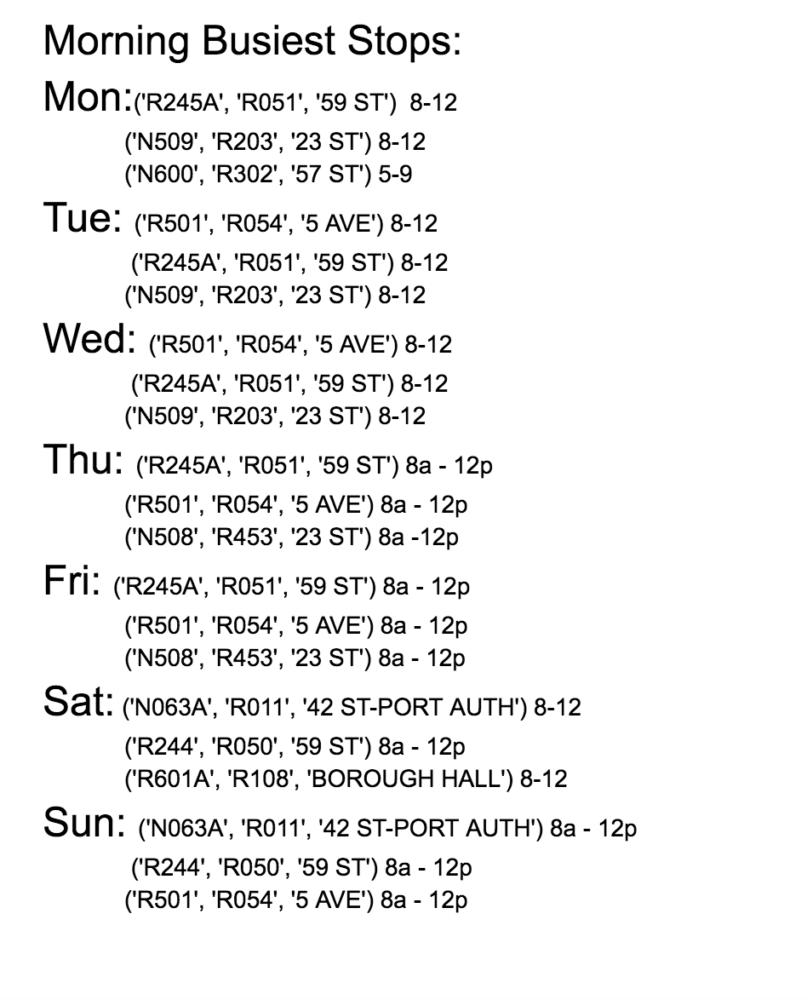 Morning Busiest Stops:
Mon:('R245A', 'R051', '59 ST') 8-12
('N509', 'R203', '23 ST') 8-12
('N600', 'R302', '57 ST') 5-9
Tue: ('R501', 'R054', '5 AVE') 8-12
('R245A', 'R051', '59 ST') 8-12
('N509', 'R203', '23 ST') 8-12
Wed: ('R501', 'R054', '5 AVE') 8-12
('R245A', 'R051', '59 ST') 8-12
('N509', 'R203', '23 ST') 8-12
Thu: ('R245A', 'R051', '59 ST') 8a - 12p
('R501', 'R054', '5 AVE') 8a - 12p
('N508', 'R453', '23 ST') 8a -12p
Fri: ('R245A', 'R051', '59 ST') 8a - 12p
('R501', 'R054', '5 AVE') 8a - 12p
('N508', 'R453', '23 ST') 8a - 12p
Sat: ('N063A', 'R011', '42 ST-PORT AUTH') 8-12
('R244', 'R050', '59 ST') 8a - 12p
('R601A', 'R108', 'BOROUGH HALL') 8-12
Sun: ('N063A', 'R011', '42 ST-PORT AUTH') 8a - 12p
('R244', 'R050', '59 ST') 8a - 12p
('R501', 'R054', '5 AVE') 8a - 12p